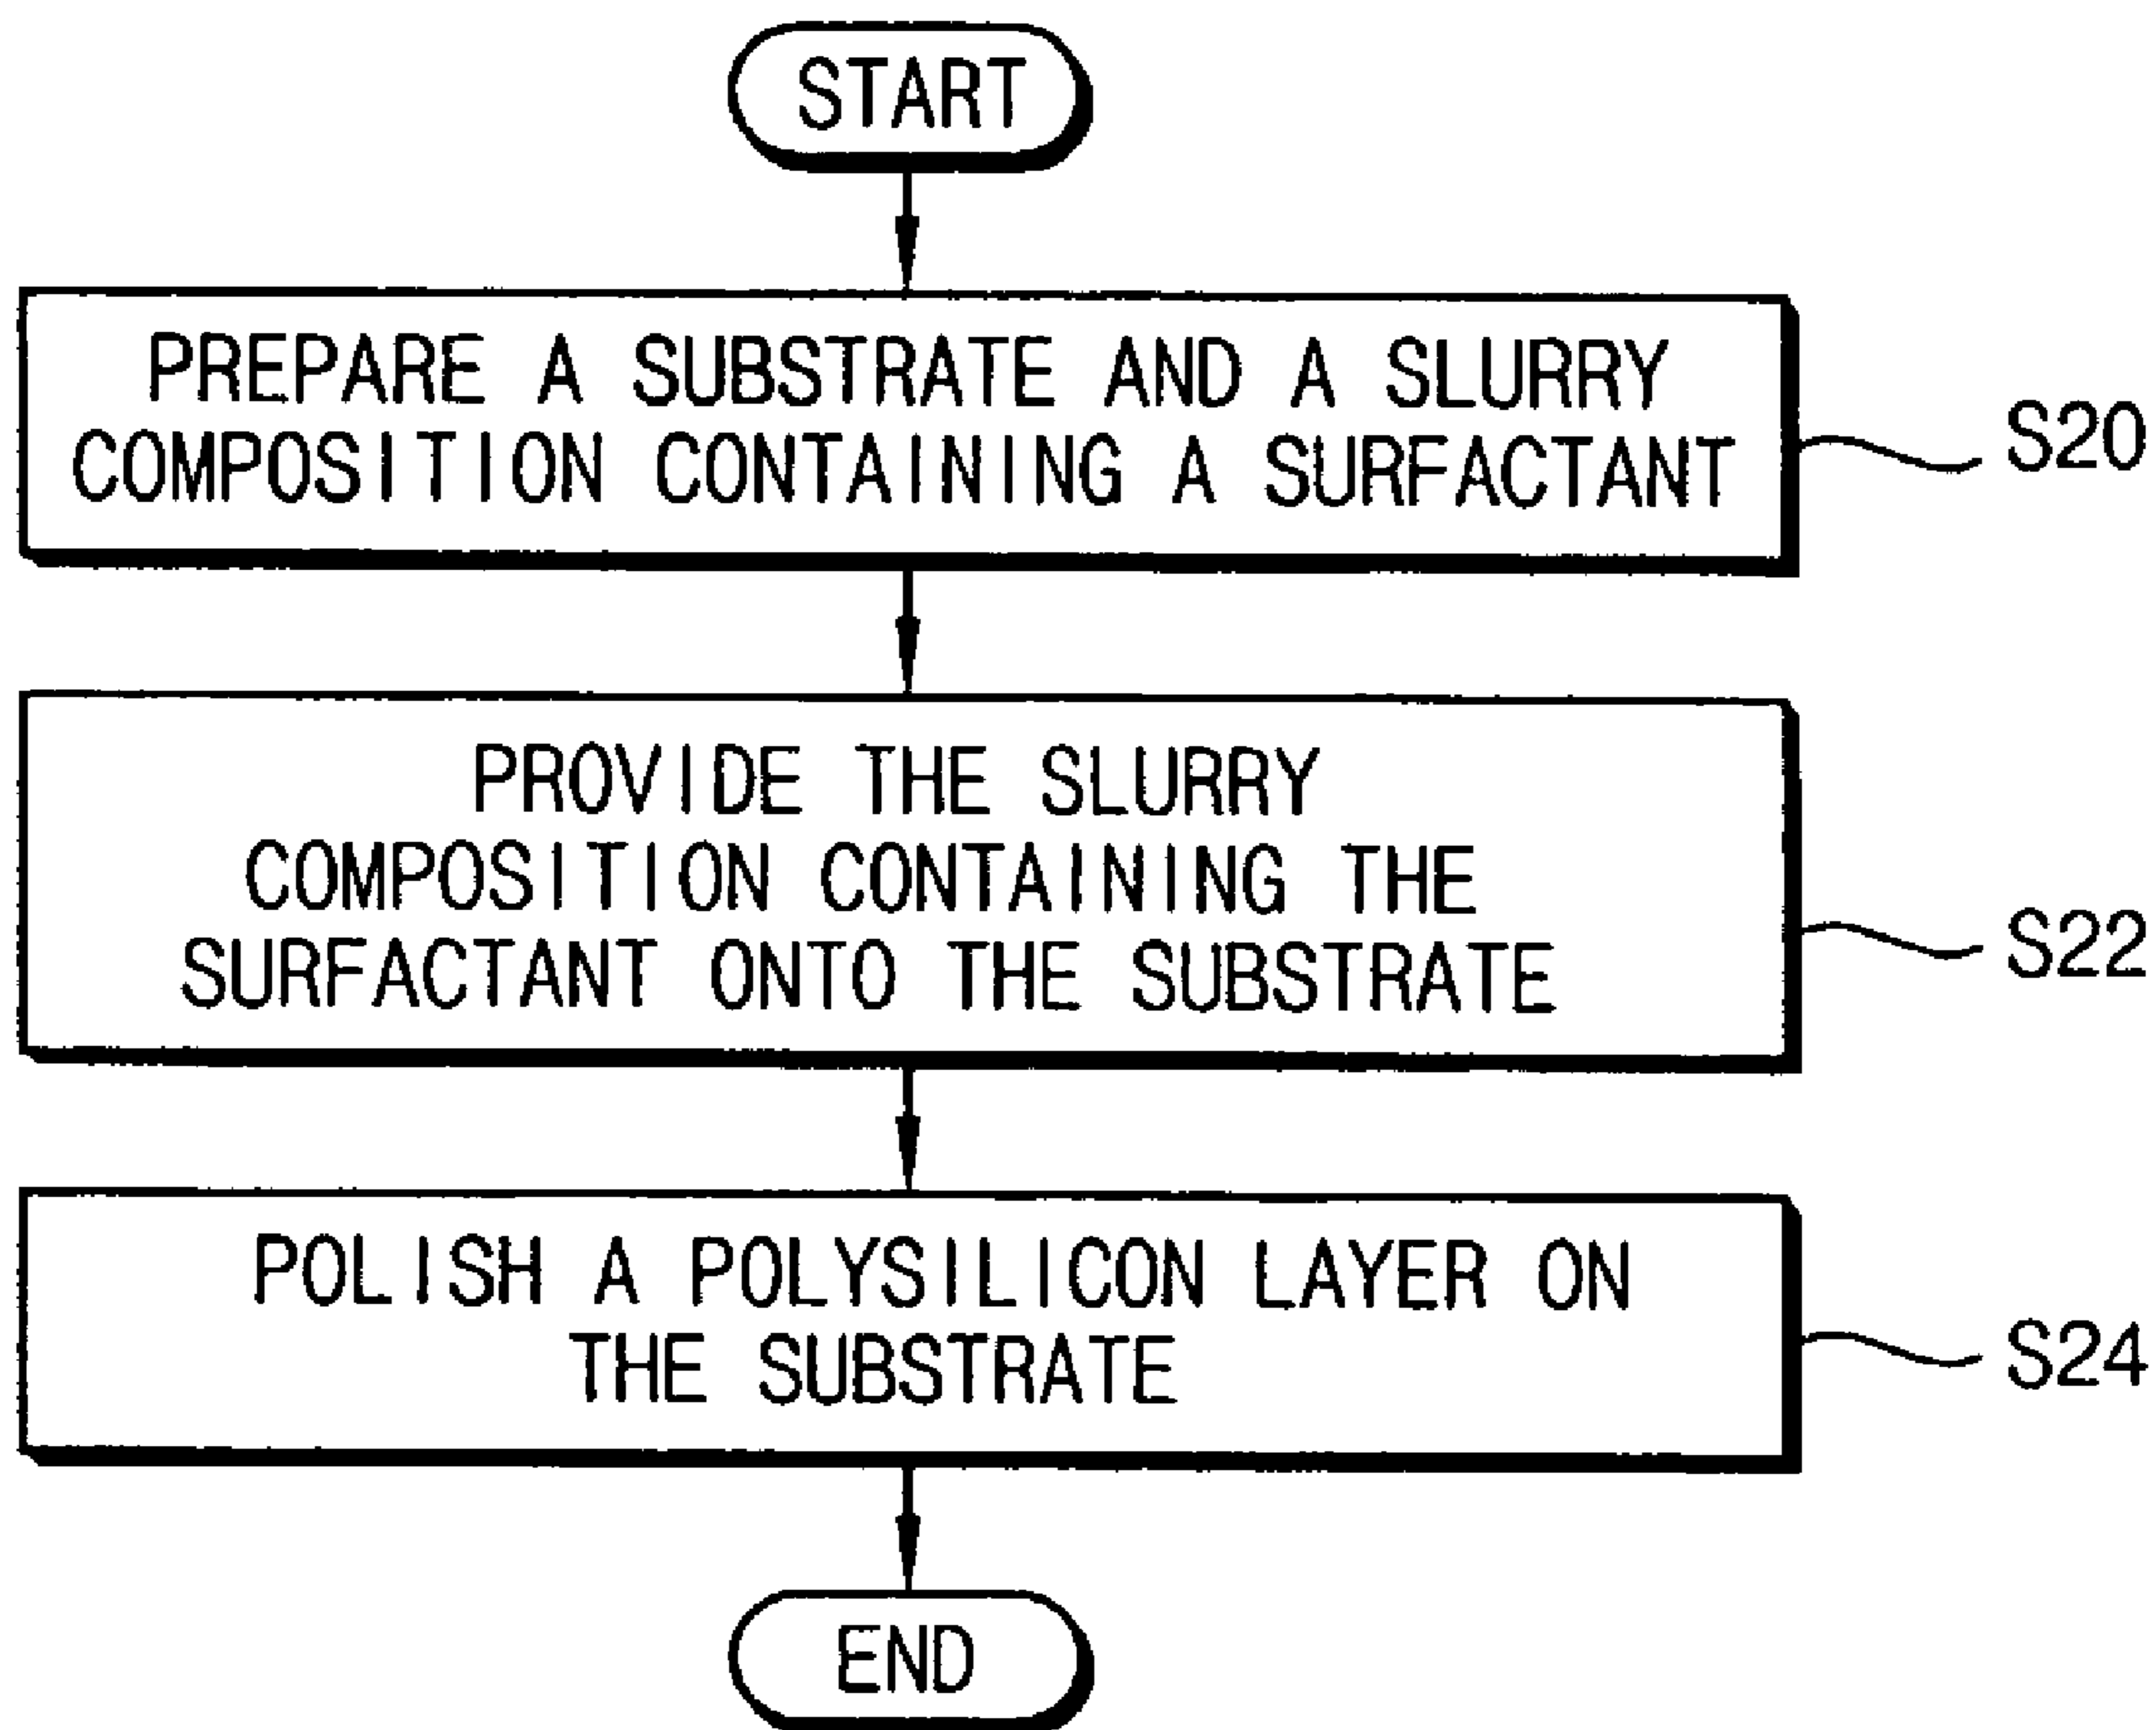 START
PREPARE A SUBSTRATE AND A SLURRY
COMPOSITION CONTAINING A SURFACTANT
S20
PROVIDE THE SLURRY
COMPOSITION CONTAINING THE
SURFACTANT ONTO THE SUBSTRATE
S22
POLISH A POLYSILICON LAYER ON
THE SUBSTRATE
S24
END